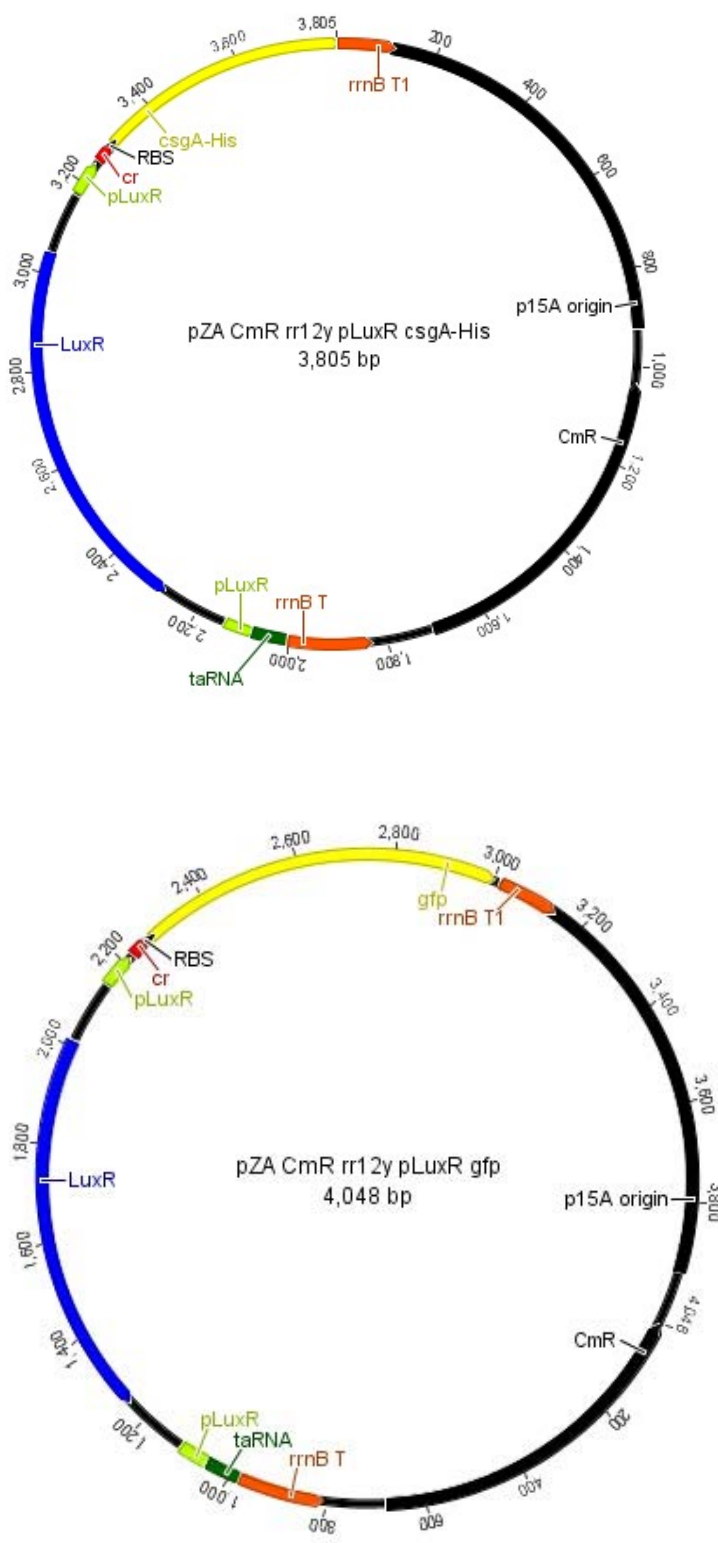 3,805
200
400
600
800
1,000
1,200
1,400
1,600
1,800
2,000
2,200
2,400
2,600
2,800
3,000
3,200
3,400
3,600
rrnB T1
csgA-His
RBS
cr
pLuxR
p15A origin
pZA CmR rr12y pLuxR csgA-His
3,805 bp
LuxR
CmR
pLuxR
rrnB T
taRNA
2,800
3,000
3,200
3,400
3,600
3,800
4,048
200
400
600
800
1,000
1,200
1,400
1,600
1,800
2,000
2,200
2,400
2,600
gfp
rrnB T1
RBS
cr
pLuxR
pZA CmR rr12y pLuxR gfp
4,048 bp
LuxR
p15A origin
CmR
pLuxR
taRNA
rrnB T